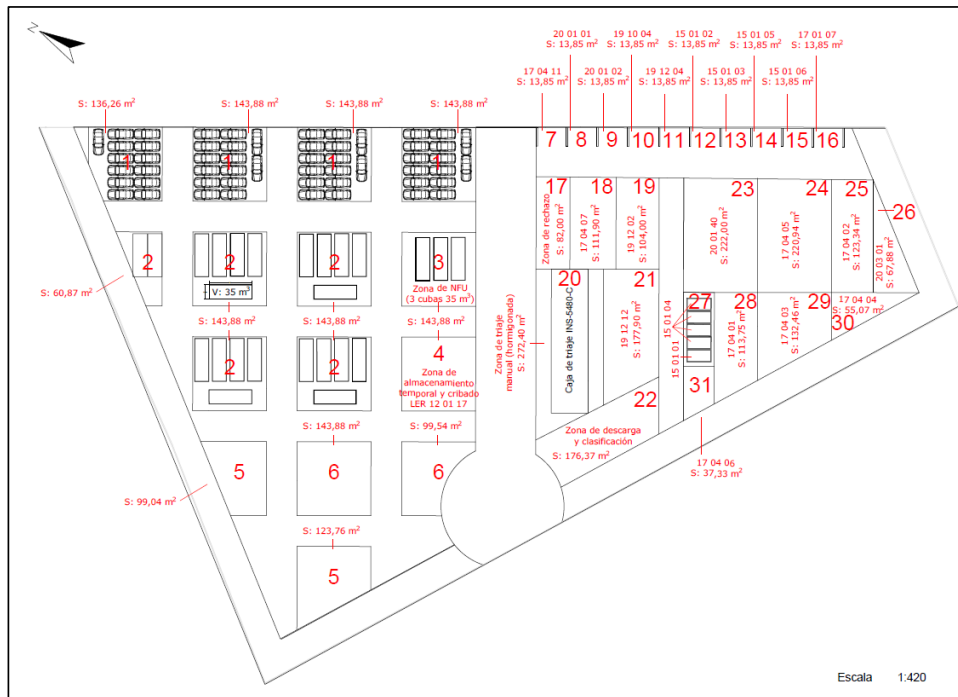 N
20 01 01
S: 13,85 m²
19 10 04
S: 13,85 m²
15 01 02
S: 13,85 m²
15 01 05
S: 13,85 m²
17 01 07
S: 13,85 m²
17 04 11
S: 13,85 m²
20 01 02
S: 13,85 m²
19 12 04
S: 13,85 m²
15 01 03
S: 13,85 m²
15 01 06
S: 13,85 m²
S: 136,26 m²
S: 143,88 m²
S: 143,88 m²
S: 143,88 m²
1
1
1
1
7
8
9
10
11
12
13
14
15
16
17
Zona de rechazo
S: 82,00 m²
18
17 04 07
S: 111,90 m²
19
19 12 02
S: 104,00 m²
23
20 01 40
S: 222,00 m²
24
17 04 05
S: 220,94 m²
25
17 04 02
S: 123,34 m²
26
20 03 01
S: 67,88 m²
2
2
V: 35 m³
2
3
Zona de NFU
(3 cubas 35 m³)
S: 60,87 m²
S: 143,88 m²
S: 143,88 m²
S: 143,88 m²
2
2
4
Zona de
almacenamiento
temporal y cribado
LER 12 01 17
Zona de triaje
manual (hormigonada)
S: 272,40 m²
20
Caja de triaje INS-5480-C
21
19 12 12
S: 177,90 m²
15 01 04
15 01 01
27
28
17 04 01
S: 113,75 m²
29
17 04 03
S: 132,46 m²
17 04 04
S: 55,07 m²
30
31
22
Zona de descarga
y clasificación
S: 176,37 m²
17 04 06
S: 37,33 m²
S: 143,88 m²
S: 99,54 m²
5
6
6
S: 99,04 m²
S: 123,76 m²
5
Escala 1:420